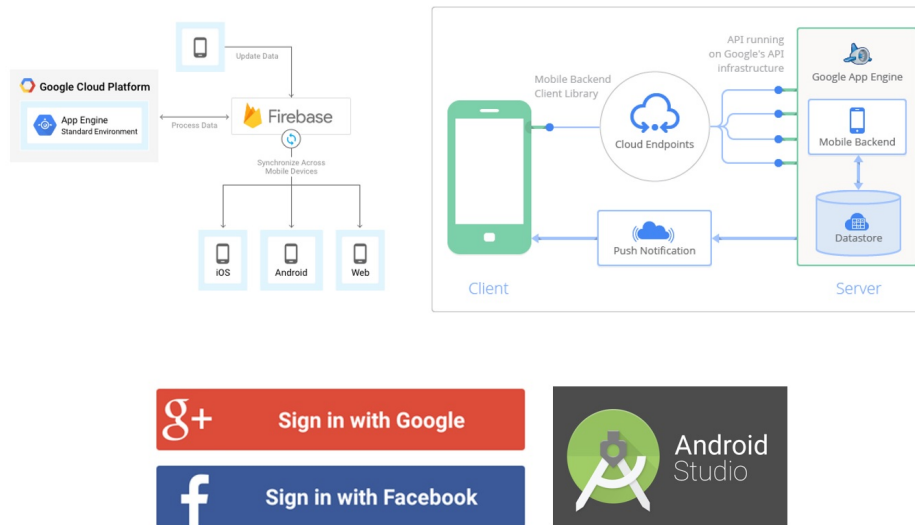 Update Data
Google Cloud Platform
App Engine
Standard Environment
Process Data
Firebase
Synchronize Across
Mobile Devices
iOS
Android
Web
API running
on Google's API
infrastructure
Mobile Backend
Client Library
Google App Engine
Cloud Endpoints
Mobile Backend
Push Notification
Datastore
Client
Server
g+
Sign in with Google
f
Sign in with Facebook
Android
Studio